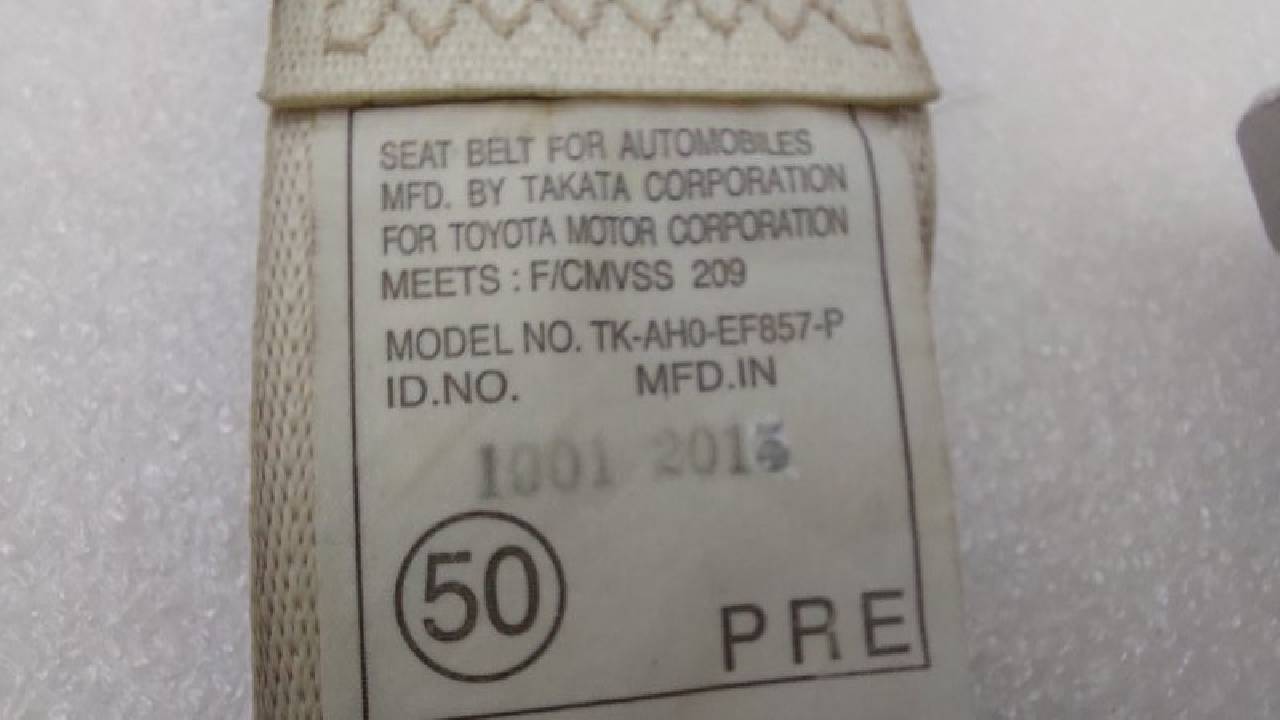 SEAT BELT FOR AUTOMOBILES
MFD. BY TAKATA CORPORATION
FOR TOYOTA MOTOR CORPORATION
MEETS : F/CMVSS 209
MODEL NO. TK-AH0-EF857-P
ID.NO. MFD.IN
1001 2015
50
PRE